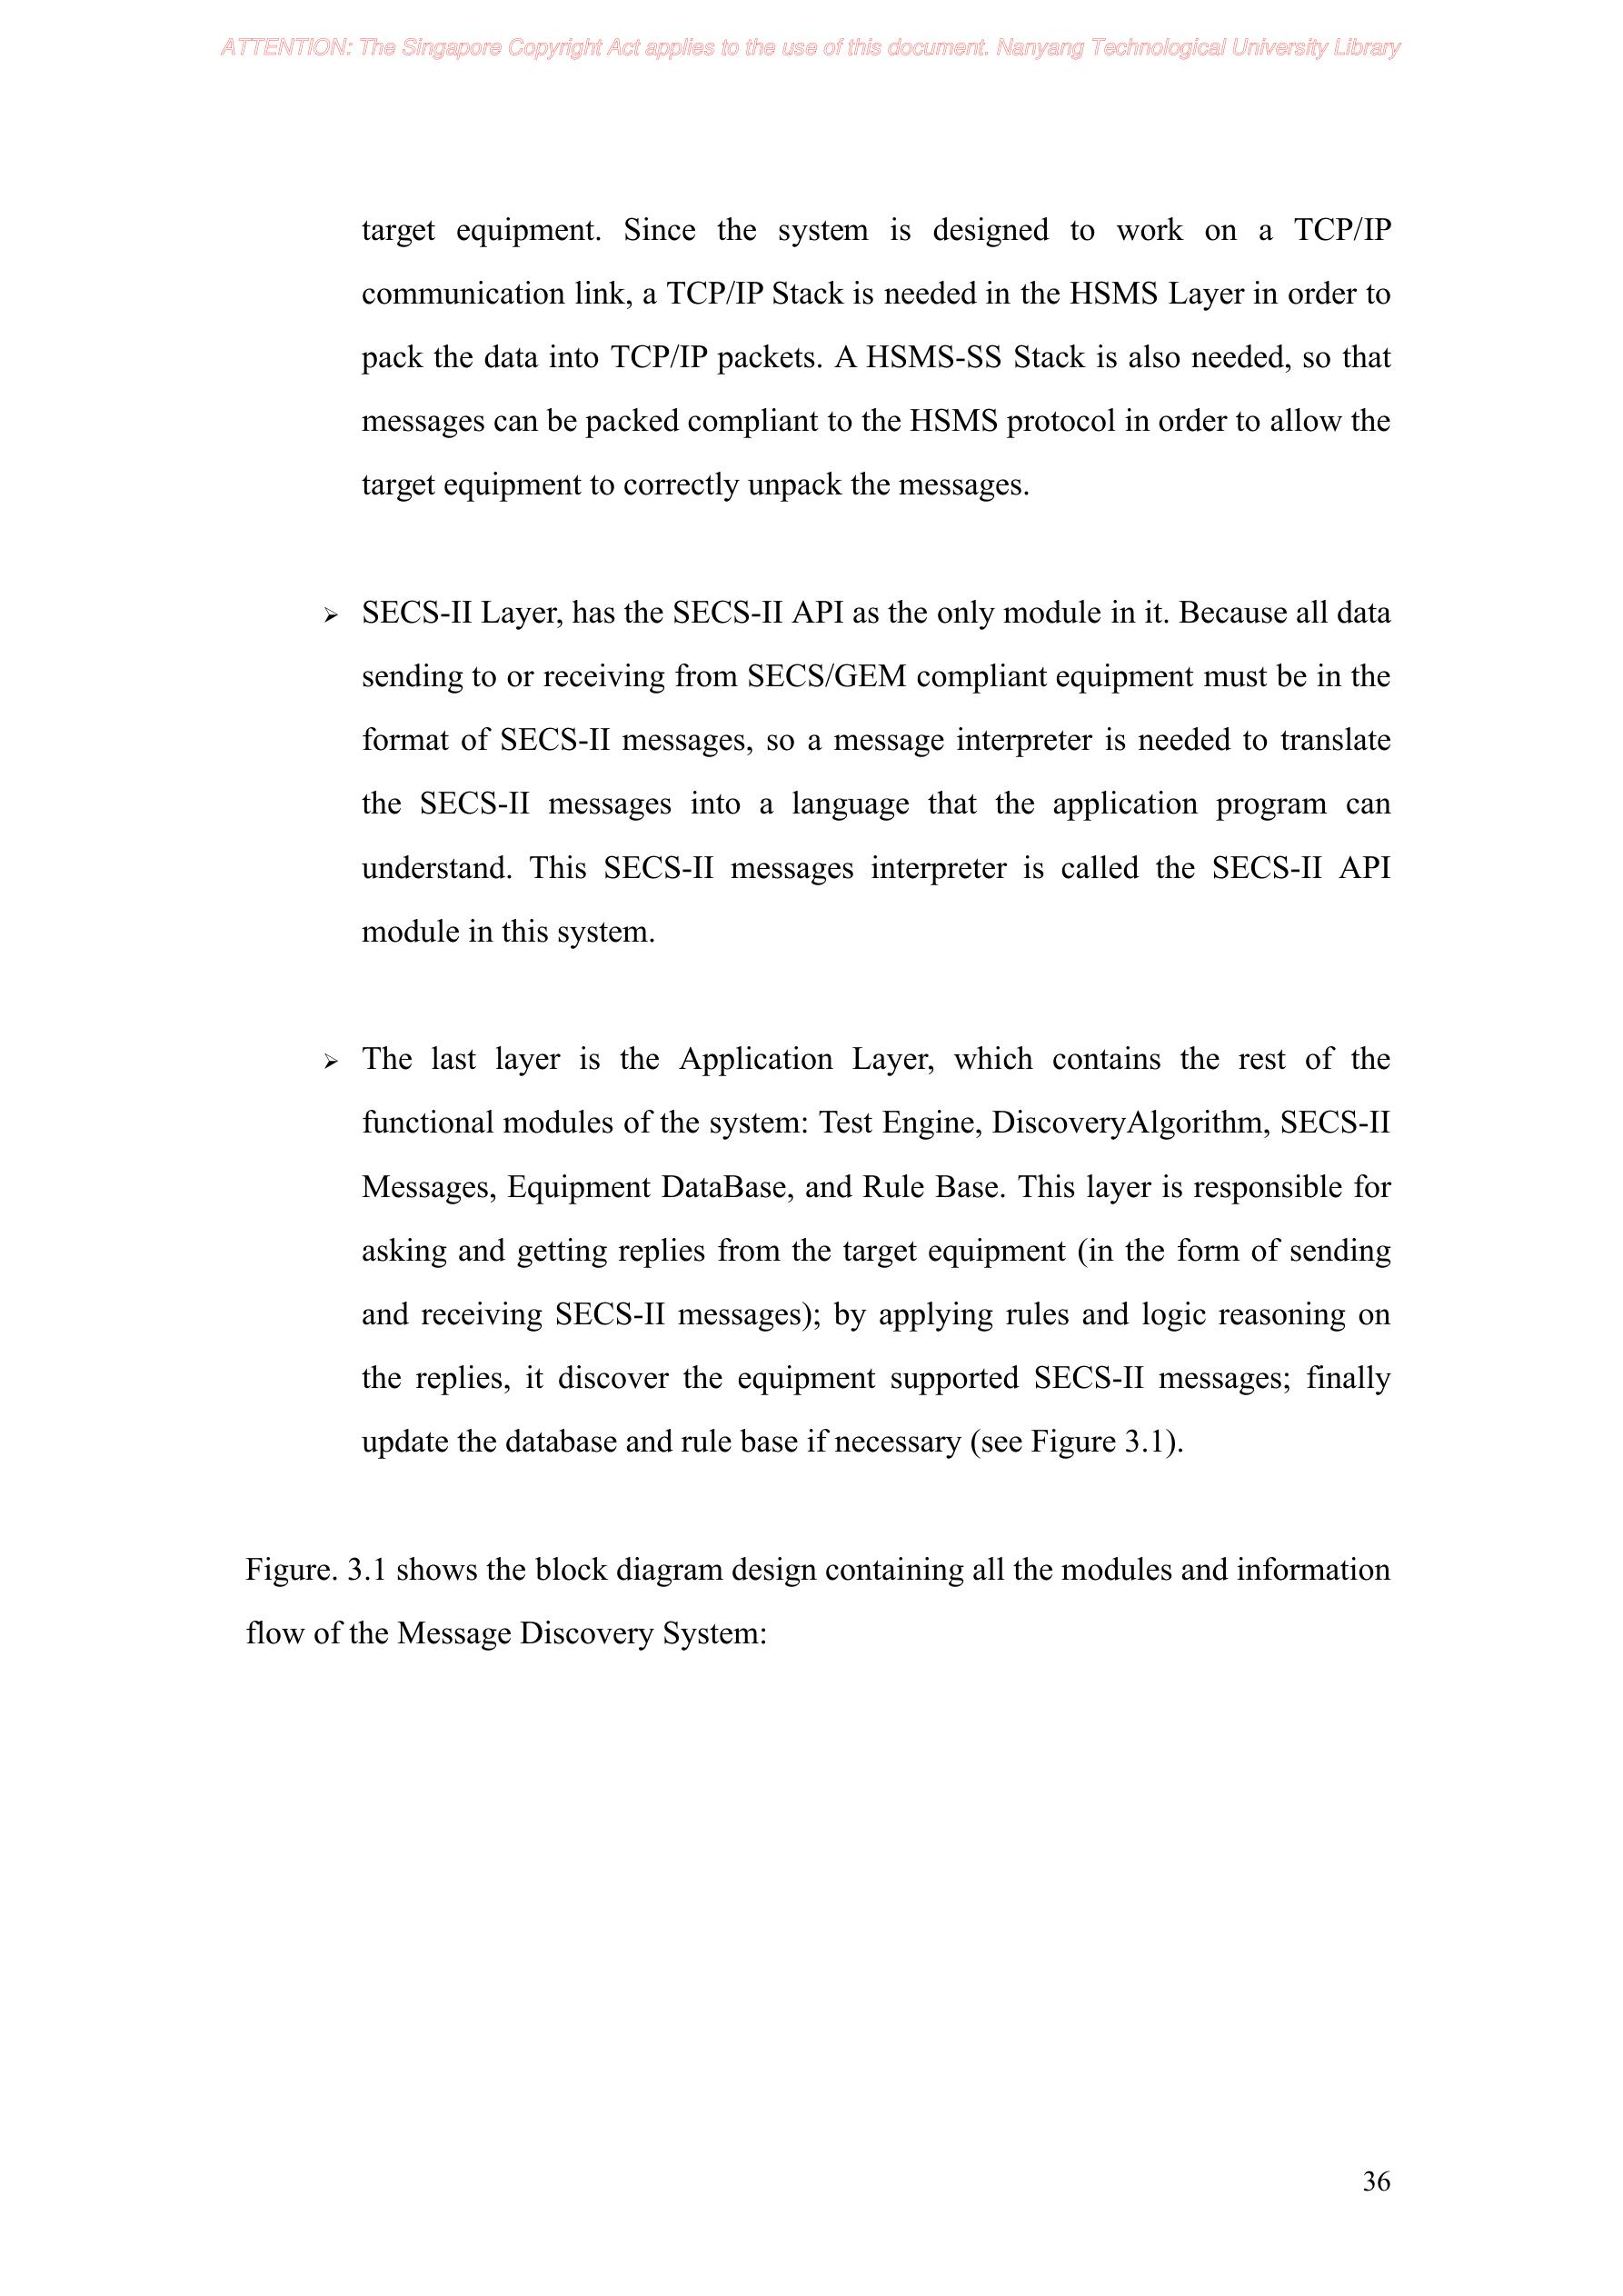 ATTENTION: The Singapore Copyright Act applies to the use of this document. Nanyang Technological University Library
target equipment. Since the system is designed to work on a TCP/IP
communication link, a TCP/IP Stack is needed in the HSMS Layer in order to
pack the data into TCP/IP packets. A HSMS-SS Stack is also needed, so that
messages can be packed compliant to the HSMS protocol in order to allow the
target equipment to correctly unpack the messages.
➢ SECS-II Layer, has the SECS-II API as the only module in it. Because all data
sending to or receiving from SECS/GEM compliant equipment must be in the
format of SECS-II messages, so a message interpreter is needed to translate
the SECS-II messages into a language that the application program can
understand. This SECS-II messages interpreter is called the SECS-II API
module in this system.
➢ The last layer is the Application Layer, which contains the rest of the
functional modules of the system: Test Engine, DiscoveryAlgorithm, SECS-II
Messages, Equipment DataBase, and Rule Base. This layer is responsible for
asking and getting replies from the target equipment (in the form of sending
and receiving SECS-II messages); by applying rules and logic reasoning on
the replies, it discover the equipment supported SECS-II messages; finally
update the database and rule base if necessary (see Figure 3.1).
Figure. 3.1 shows the block diagram design containing all the modules and information
flow of the Message Discovery System:
36